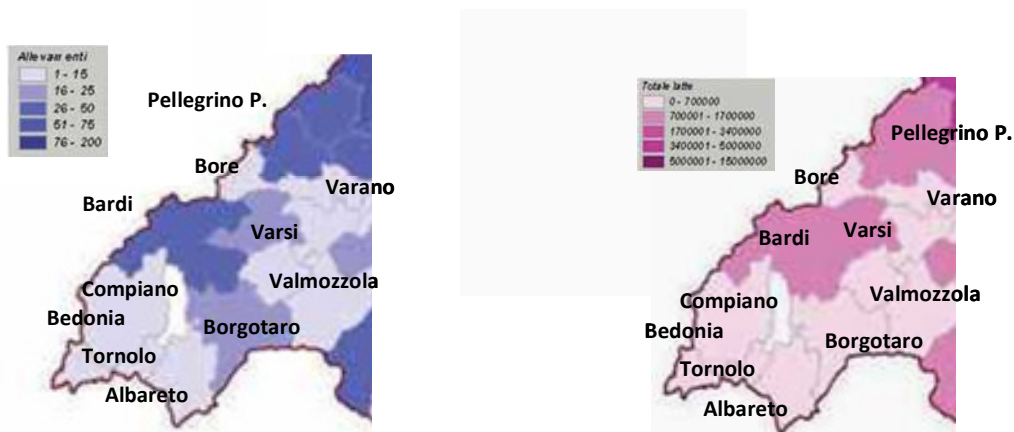 Allevamenti
1 - 15
16 - 25
26 - 50
51 - 75
76 - 200
Pellegrino P.
Bore
Varano
Bardi
Varsi
Compiano
Valmozzola
Bedonia
Borgotaro
Tornolo
Albareto
Totale latte
0 - 700000
700001 - 1700000
1700001 - 3400000
3400001 - 5000000
5000001 - 15000000
Pellegrino P.
Bore
Varano
Bardi
Varsi
Compiano
Valmozzola
Bedonia
Borgotaro
Tornolo
Albareto